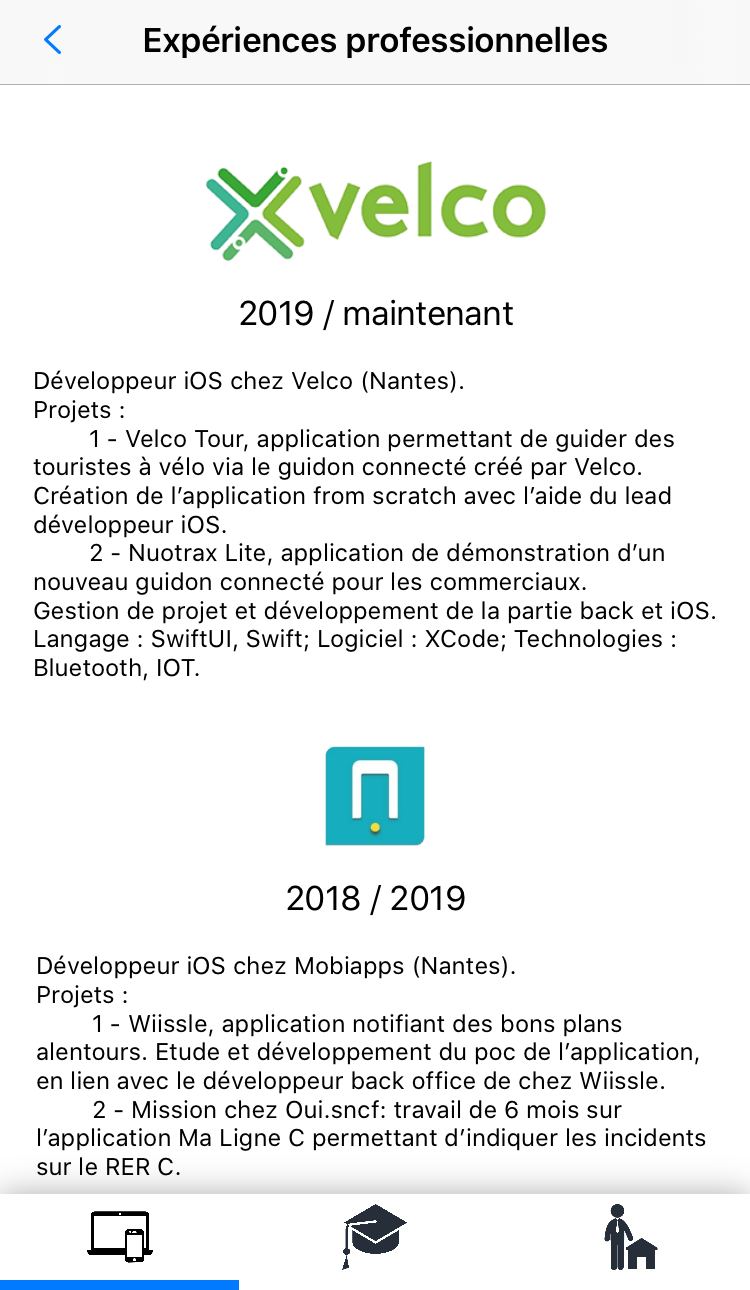 Expériences professionnelles
velco
2019 / maintenant
Développeur iOS chez Velco (Nantes).
Projets :
1 - Velco Tour, application permettant de guider des
touristes à vélo via le guidon connecté créé par Velco.
Création de l’application from scratch avec l’aide du lead
développeur iOS.
2 - Nuotrax Lite, application de démonstration d’un
nouveau guidon connecté pour les commerciaux.
Gestion de projet et développement de la partie back et iOS.
Langage : SwiftUI, Swift; Logiciel : XCode; Technologies :
Bluetooth, IOT.
2018 / 2019
Développeur iOS chez Mobiapps (Nantes).
Projets :
1 - Wiissle, application notifiant des bons plans
alentours. Etude et développement du poc de l’application,
en lien avec le développeur back office de chez Wiissle.
2 - Mission chez Oui.sncf: travail de 6 mois sur
l’application Ma Ligne C permettant d’indiquer les incidents
sur le RER C.